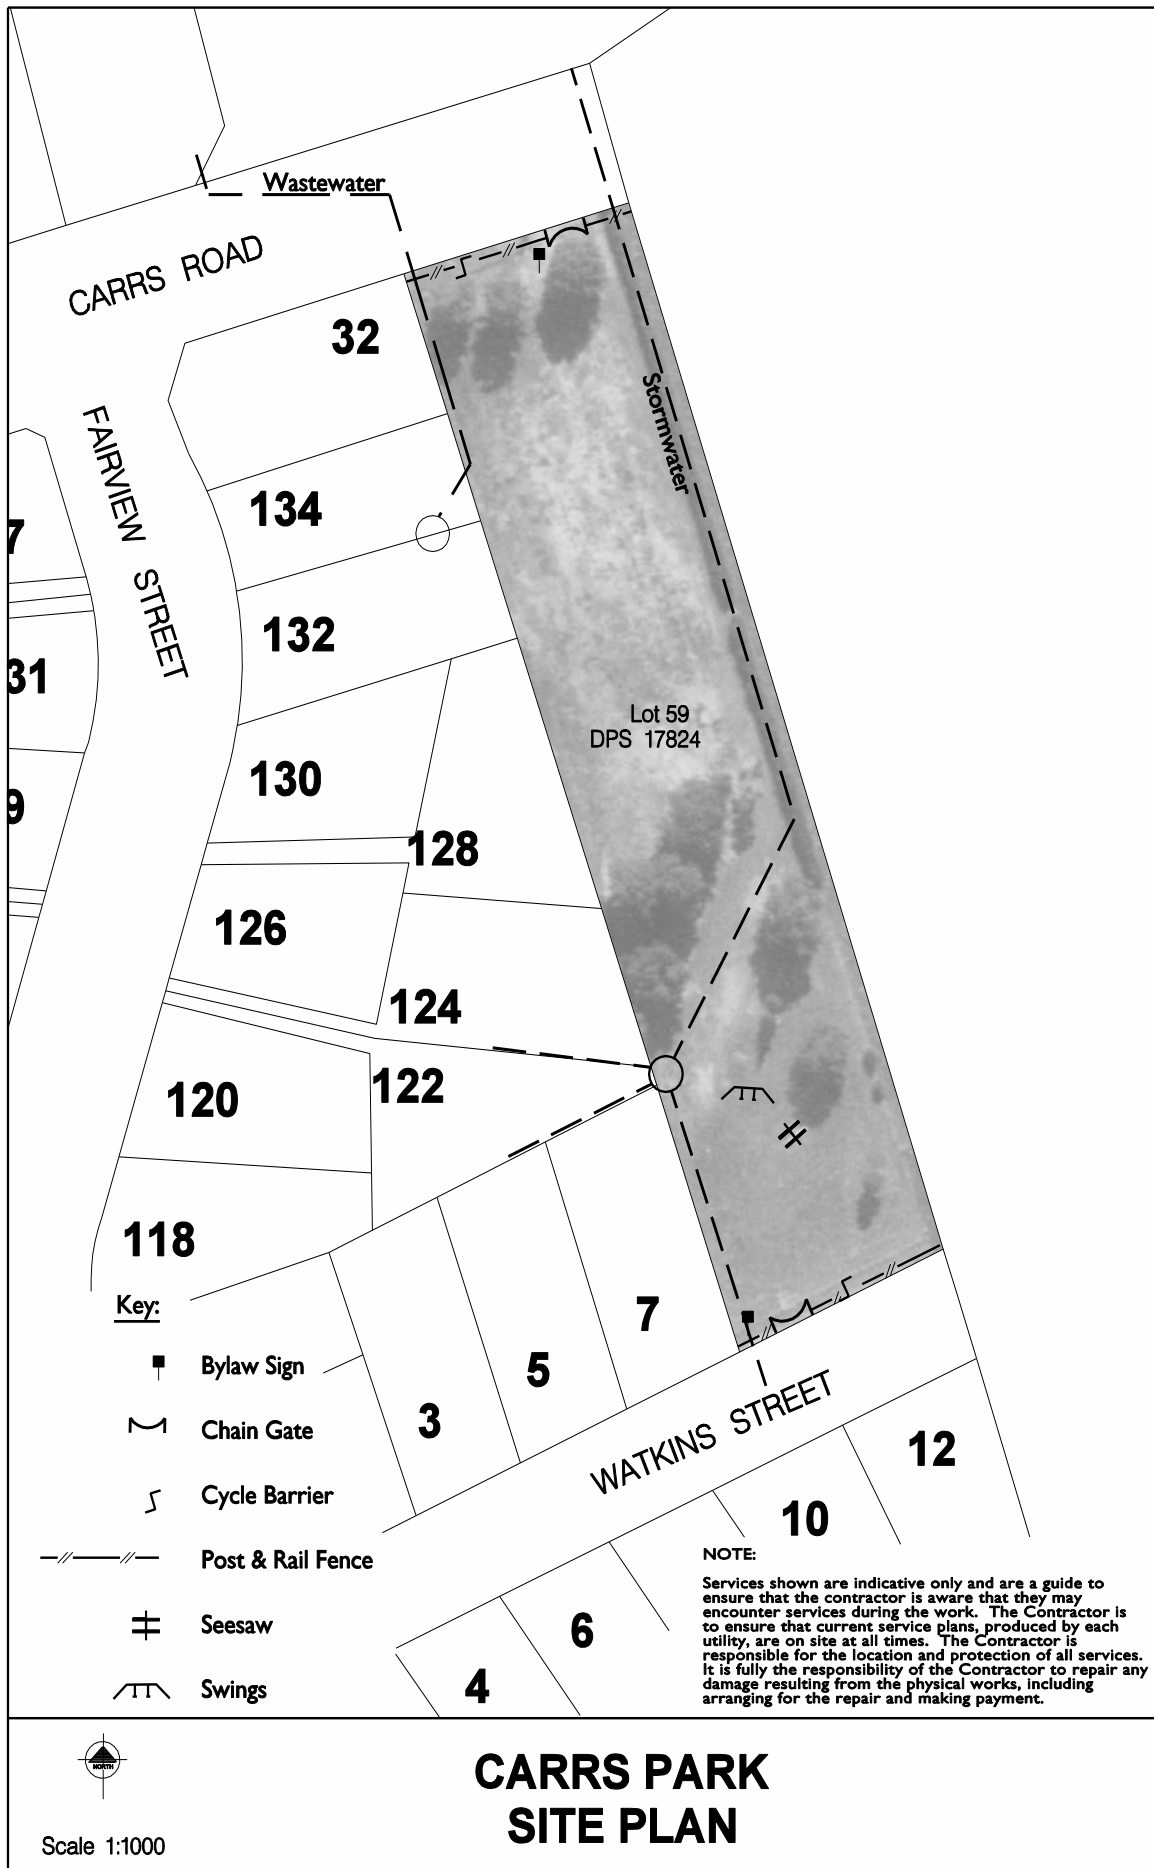 Wastewater
CARRS ROAD
32
FAIRVIEW STREET
Stormwater
134
7
132
31
Lot 59
DPS 17824
130
9
128
126
124
122
120
118
7
5
3
WATKINS STREET
12
10
6
4
Key:
Bylaw Sign
Chain Gate
Cycle Barrier
Post & Rail Fence
Seesaw
Swings
NOTE:
Services shown are indicative only and are a guide to
ensure that the contractor is aware that they may
encounter services during the work. The Contractor is
to ensure that current service plans, produced by each
utility, are on site at all times. The Contractor is
responsible for the location and protection of all services.
It is fully the responsibility of the Contractor to repair any
damage resulting from the physical works, including
arranging for the repair and making payment.
NORTH
Scale 1:1000
CARRS PARK
SITE PLAN